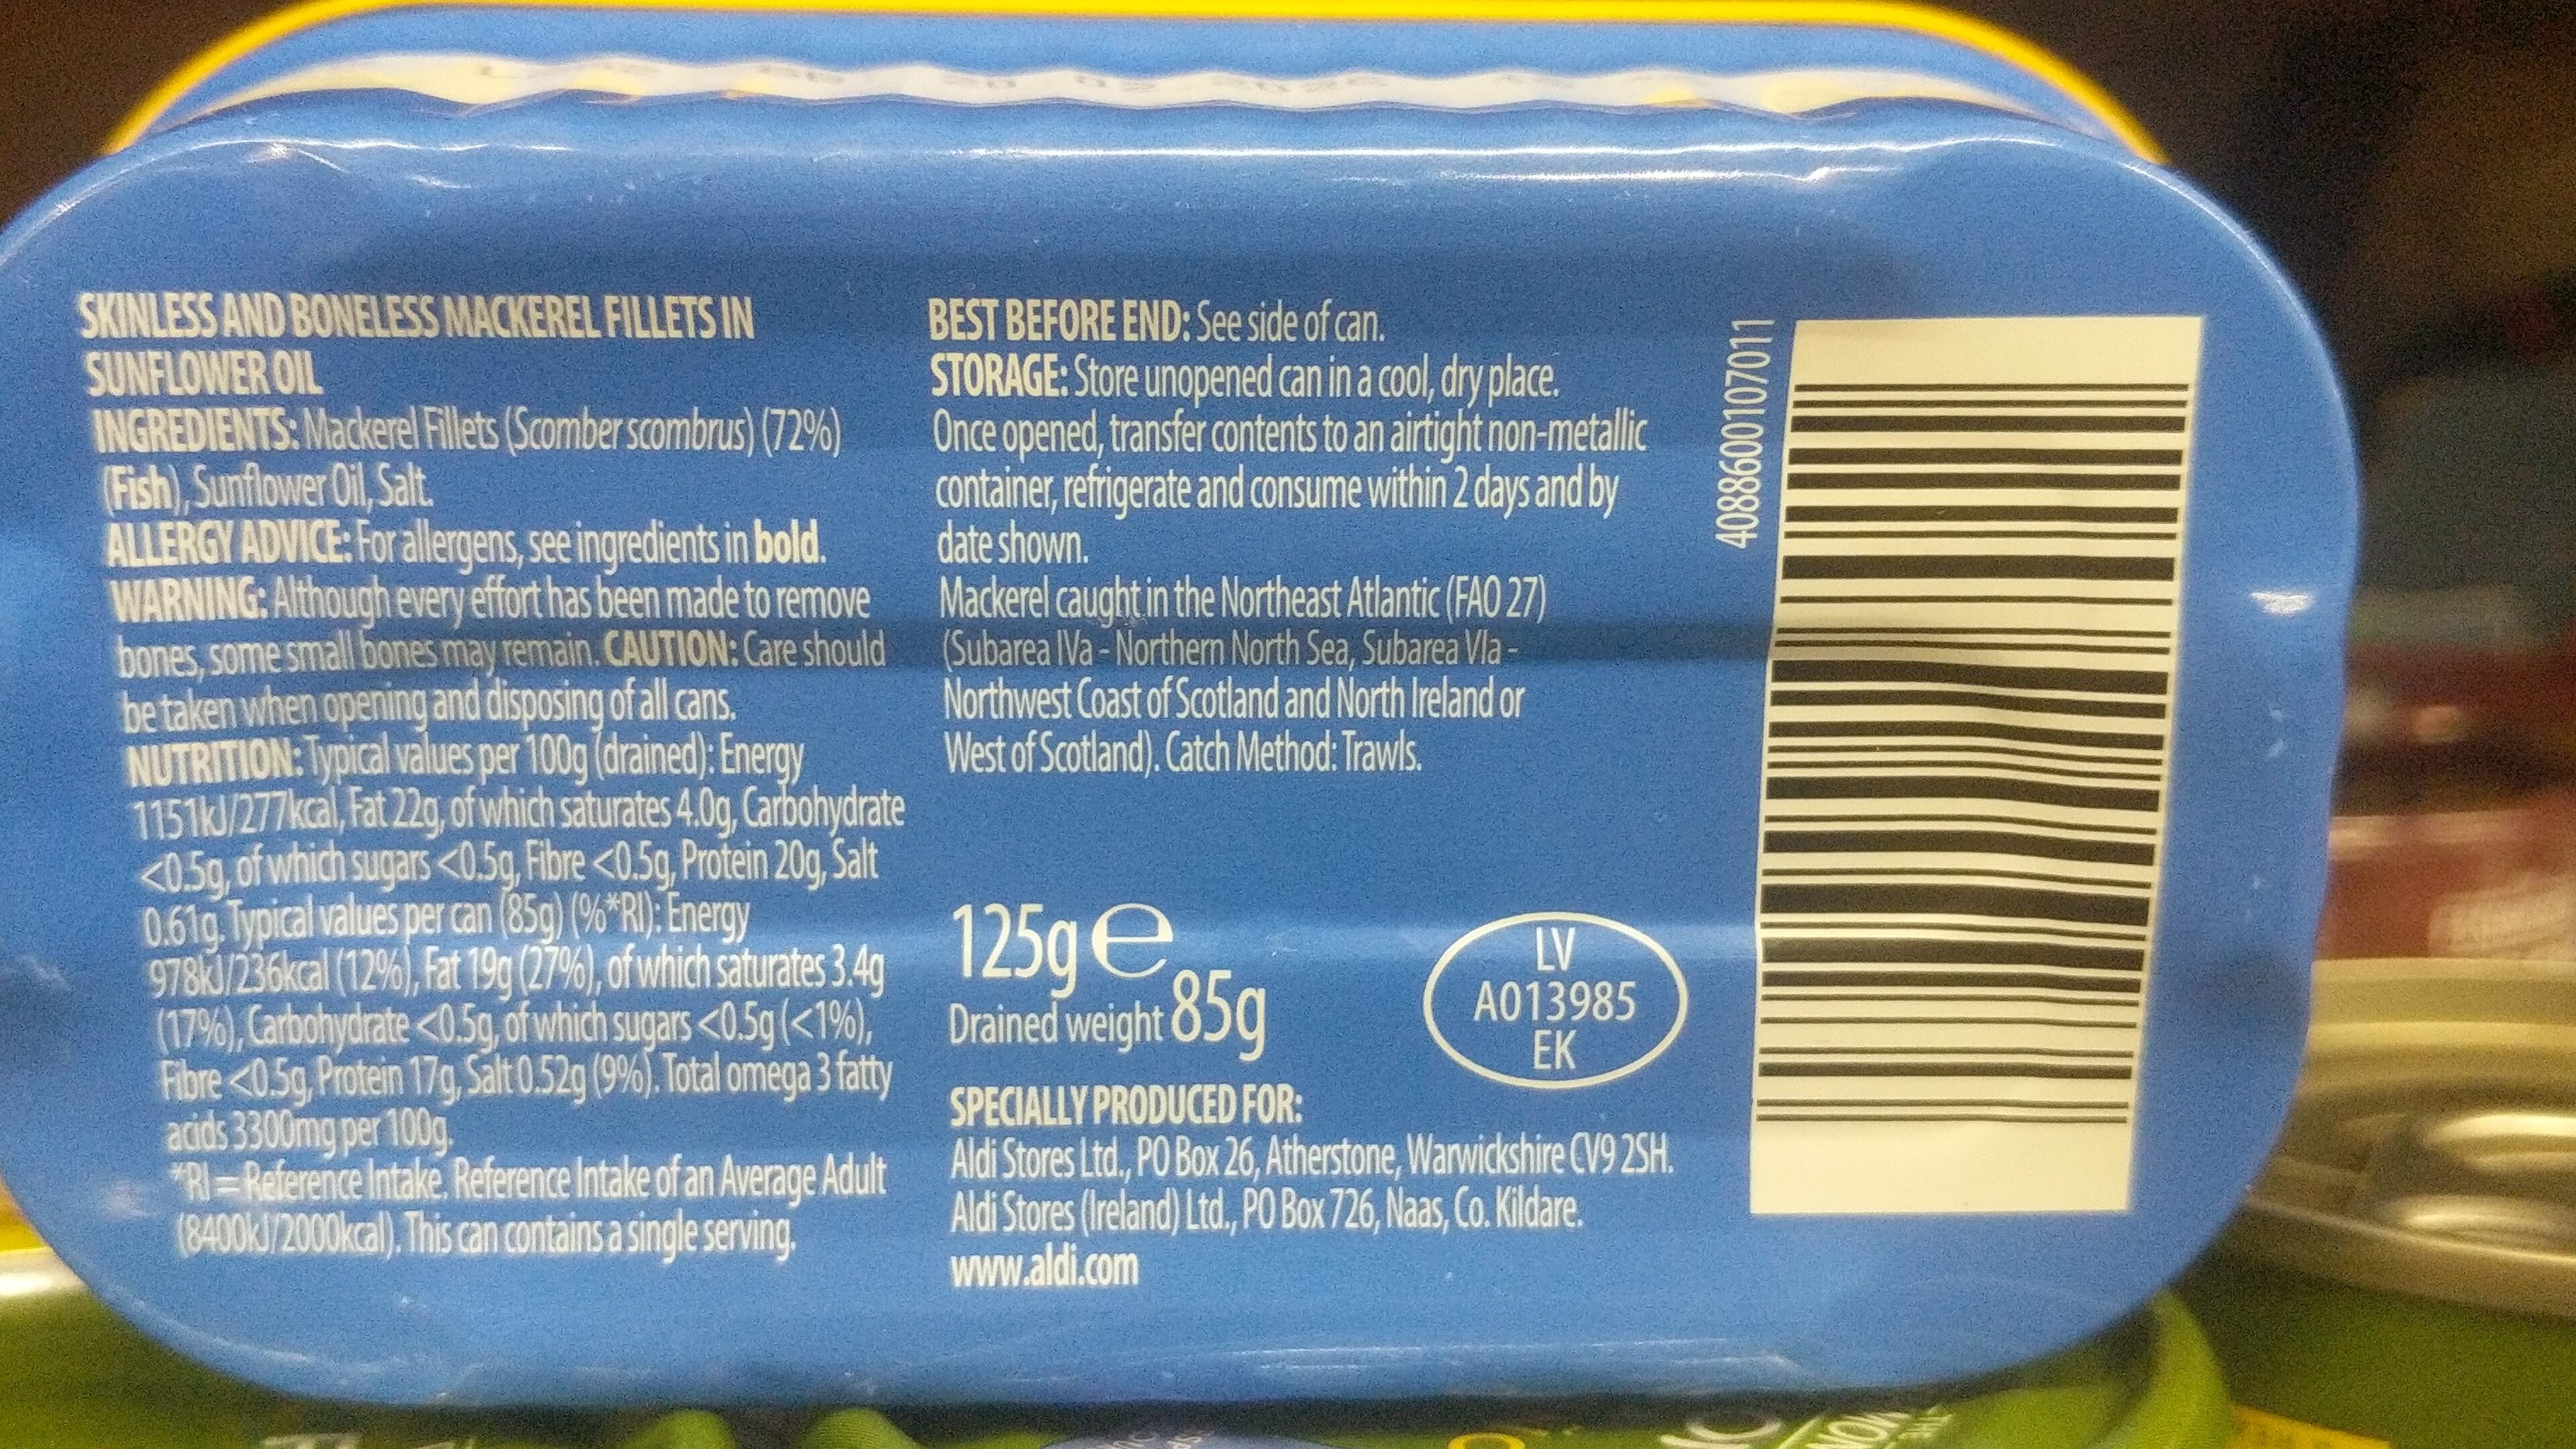 SKINLESS AND BONELESS MACKEREL FILLETS IN
SUNFLOWER OIL
INGREDIENTS: Mackerel Fillets (Scomber scombrus) (72%)
(Fish), Sunflower Oil, Salt.
ALLERGY ADVICE: For allergens, see ingredients in bold.
WARNING: Although every effort has been made to remove
bones, some small bones may remain. CAUTION: Care should
be taken when opening and disposing of all cans.
NUTRITION: Typical values per 100g (drained): Energy
1151kJ/277kcal, Fat 22g, of which saturates 4.0g, Carbohydrate
<0.5g, of which sugars <0.5g, Fibre <0.5g, Protein 20g, Salt
0.61g. Typical values per can (85g) (%*RI): Energy
978kJ/236kcal (12%), Fat 19g (27%), of which saturates 3.4g
(17%), Carbohydrate <0.5g, of which sugars <0.5g (<1%),
Fibre <0.5g, Protein 17g, Salt 0.52g (9%). Total omega 3 fatty
acids 3300mg per 100g.
*RI = Reference Intake. Reference Intake of an Average Adult
(8400kJ/2000kcal). This can contains a single serving.
BEST BEFORE END: See side of can.
STORAGE: Store unopened can in a cool, dry place.
Once opened, transfer contents to an airtight non-metallic
container, refrigerate and consume within 2 days and by
date shown.
Mackerel caught in the Northeast Atlantic (FAO 27)
(Subarea IVa - Northern North Sea, Subarea VIa -
Northwest Coast of Scotland and North Ireland or
West of Scotland). Catch Method: Trawls.
125g e
Drained weight 85g
LV
A013985
EK
SPECIALLY PRODUCED FOR:
Aldi Stores Ltd., PO Box 26, Atherstone, Warwickshire CV9 2SH.
Aldi Stores (Ireland) Ltd., PO Box 726, Naas, Co. Kildare.
www.aldi.com
4088600107011